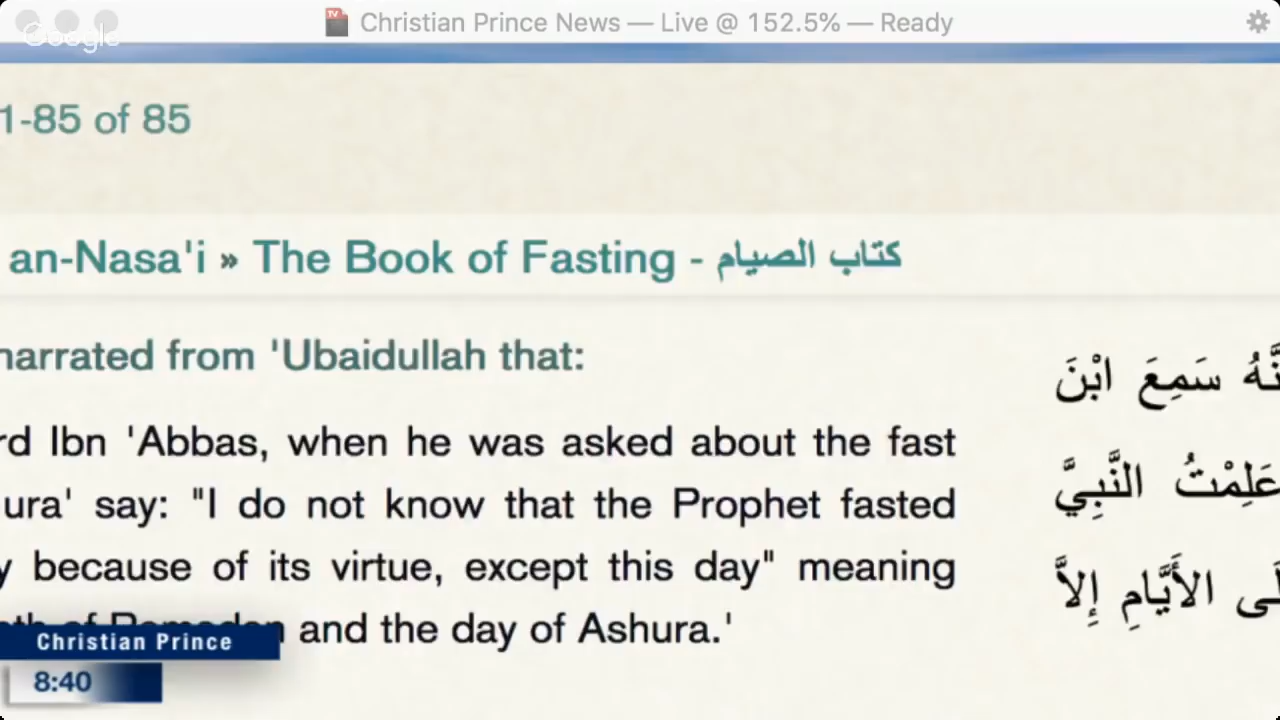 Google
TV
Christian Prince News — Live @ 152.5% — Ready
1-85 of 85
an-Nasa'i » The Book of Fasting - كتاب الصيام
narrated from 'Ubaidullah that:
rd Ibn 'Abbas, when he was asked about the fast
ura' say: "I do not know that the Prophet fasted
y because of its virtue, except this day" meaning
and the day of Ashura.'
سَمِعَ ابْنَ
عَلِمْتُ النَّبِيَّ
الأَيَّامِ إِلاَّ
Christian Prince
8:40